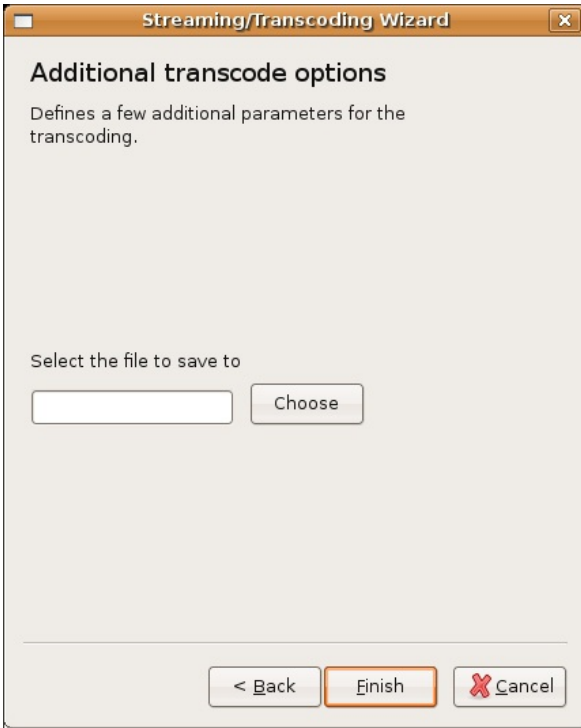 Streaming/Transcoding Wizard
Additional transcode options
Defines a few additional parameters for the
transcoding.
Select the file to save to
Choose
< Back
Finish
Cancel